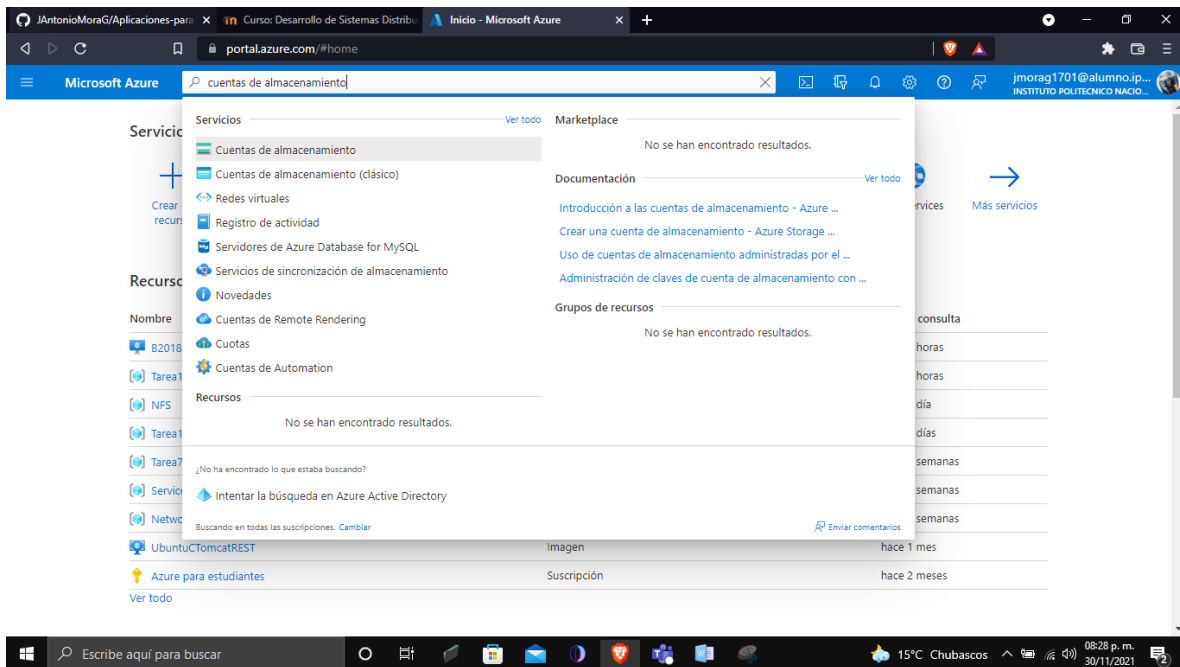 JAntonioMoraG/Aplicaciones-para
Curso: Desarrollo de Sistemas Distribu
Inicio - Microsoft Azure
portal.azure.com/#home
Microsoft Azure
cuentas de almacenamiento
jmorag1701@alumno.ip...
INSTITUTO POLITECNICO NACIO...
Servicios
Ver todo
Cuentas de almacenamiento
Cuentas de almacenamiento (clásico)
Redes virtuales
Registro de actividad
Servidores de Azure Database for MySQL
Servicios de sincronización de almacenamiento
Novedades
Cuentas de Remote Rendering
Cuotas
Cuentas de Automation
Recursos
No se han encontrado resultados.
Marketplace
No se han encontrado resultados.
Documentación
Ver todo
Introducción a las cuentas de almacenamiento - Azure ...
Crear una cuenta de almacenamiento - Azure Storage ...
Uso de cuentas de almacenamiento administradas por el ...
Administración de claves de cuenta de almacenamiento con ...
Grupos de recursos
No se han encontrado resultados.
¿No ha encontrado lo que estaba buscando?
Intentar la búsqueda en Azure Active Directory
Buscando en todas las suscripciones. Cambiar
Enviar comentarios
Servicio
Crear
recurs
ervices
Más servicios
Recurso
Nombre
consulta
B2018
horas
Tarea1
horas
NFS
día
Tarea1
días
Tarea7
semanas
Service
semanas
Netwo
semanas
UbuntuCTomcatREST
Imagen
hace 1 mes
Azure para estudiantes
Suscripción
hace 2 meses
Ver todo
Escribe aquí para buscar
15°C Chubascos
08:28 p. m.
30/11/2021
2